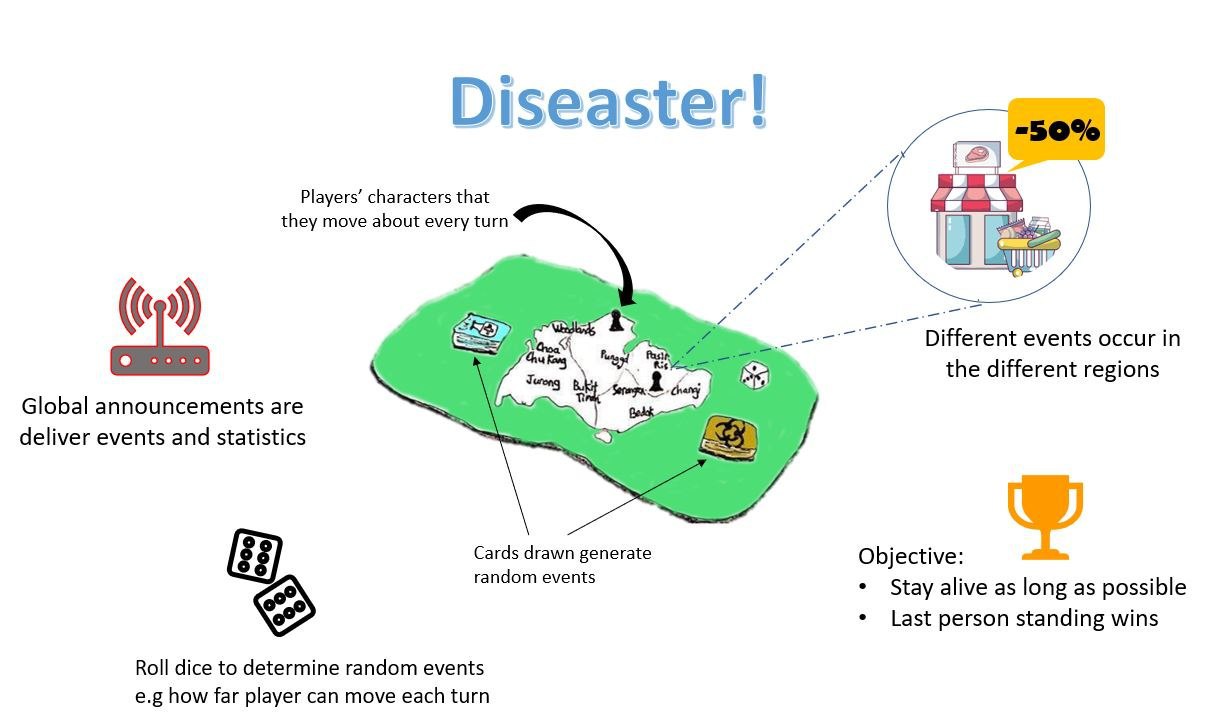 Diseaster!
-50%
Players' characters that
they move about every turn
Different events occur in
the different regions
Woodlands
Choa
Chu Kang
Punggol
Pasir
Ris
Jurong
Bukit
Timah
Serangoon
Changi
Bedok
Global announcements are
deliver events and statistics
Cards drawn generate
random events
Objective:
• Stay alive as long as possible
• Last person standing wins
Roll dice to determine random events
e.g how far player can move each turn